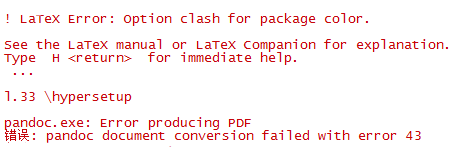 ! LaTeX Error: Option clash for package color.
See the LaTeX manual or LaTeX Companion for explanation.
Type  H <return>  for immediate help.
...
l.33 \hypersetup
pandoc.exe: Error producing PDF
错误: pandoc document conversion failed with error 43